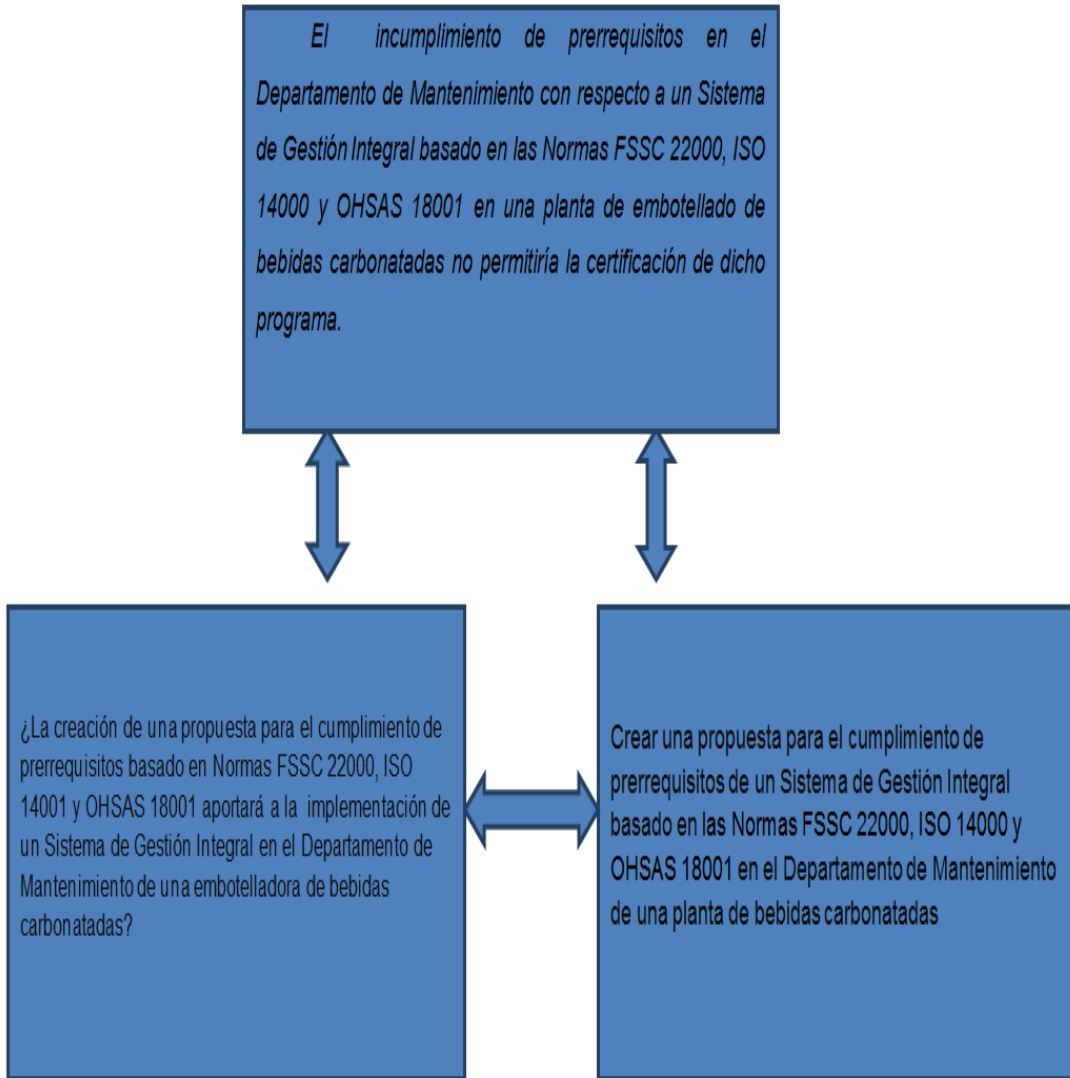 El incumplimiento de prerrequisitos en el
Departamento de Mantenimiento con respecto a un Sistema
de Gestión Integral basado en las Normas FSSC 22000, ISO
14000 y OHSAS 18001 en una planta de embotellado de
bebidas carbonatadas no permitiría la certificación de dicho
programa.
¿La creación de una propuesta para el cumplimiento de
prerrequisitos basado en Normas FSSC 22000, ISO
14001 y OHSAS 18001 aportará a la implementación de
un Sistema de Gestión Integral en el Departamento de
Mantenimiento de una embotelladora de bebidas
carbonatadas?
Crear una propuesta para el cumplimiento de
prerrequisitos de un Sistema de Gestión Integral
basado en las Normas FSSC 22000, ISO 14000 y
OHSAS 18001 en el Departamento de Mantenimiento
de una planta de bebidas carbonatadas